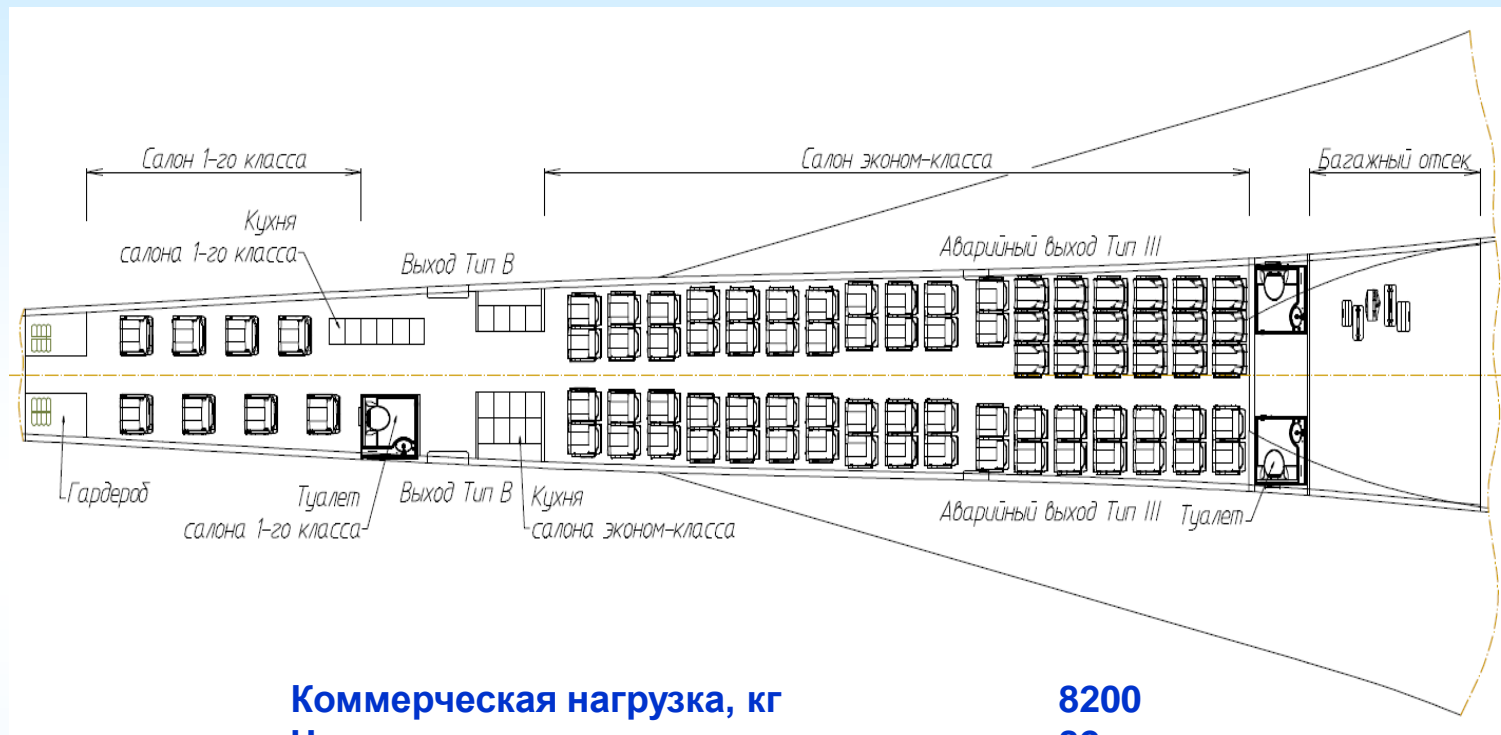 Салон 1-го класса
Салон эконом-класса
Багажный отсек
Кухня
салона 1-го класса
Выход Тип В
Аварийный выход Тип III
Гардероб
Туалет
салона 1-го класса
Выход Тип В
Кухня
салона эконом-класса
Аварийный выход Тип III
Туалет
Коммерческая нагрузка, кг 8200